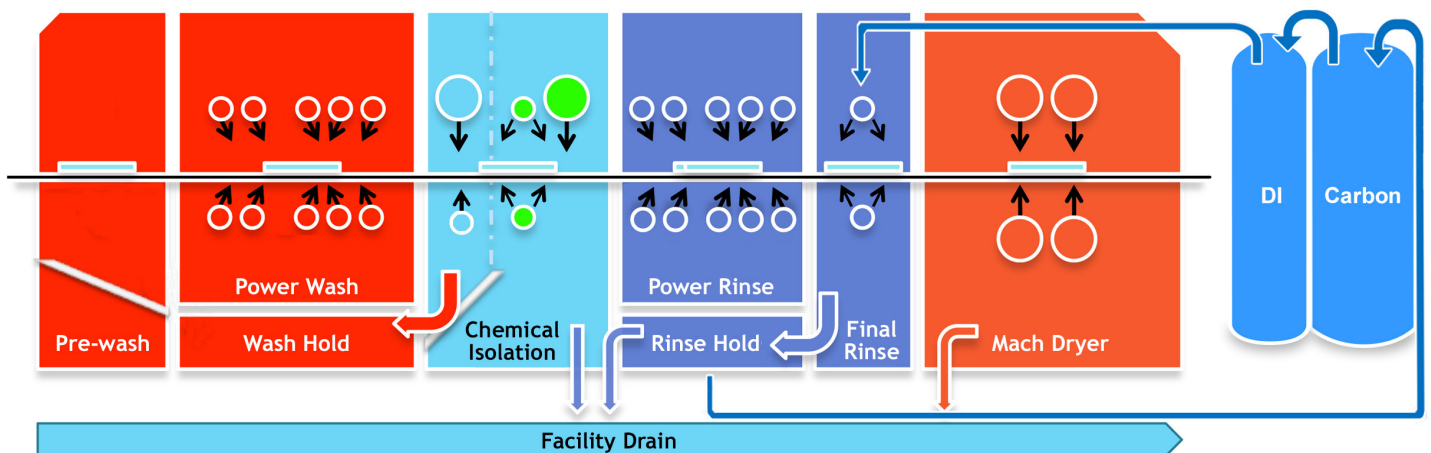 DI
Carbon
Power Wash
Power Rinse
Pre-wash
Wash Hold
Chemical
Isolation
Rinse Hold
Final
Rinse
Mach Dryer
Facility Drain